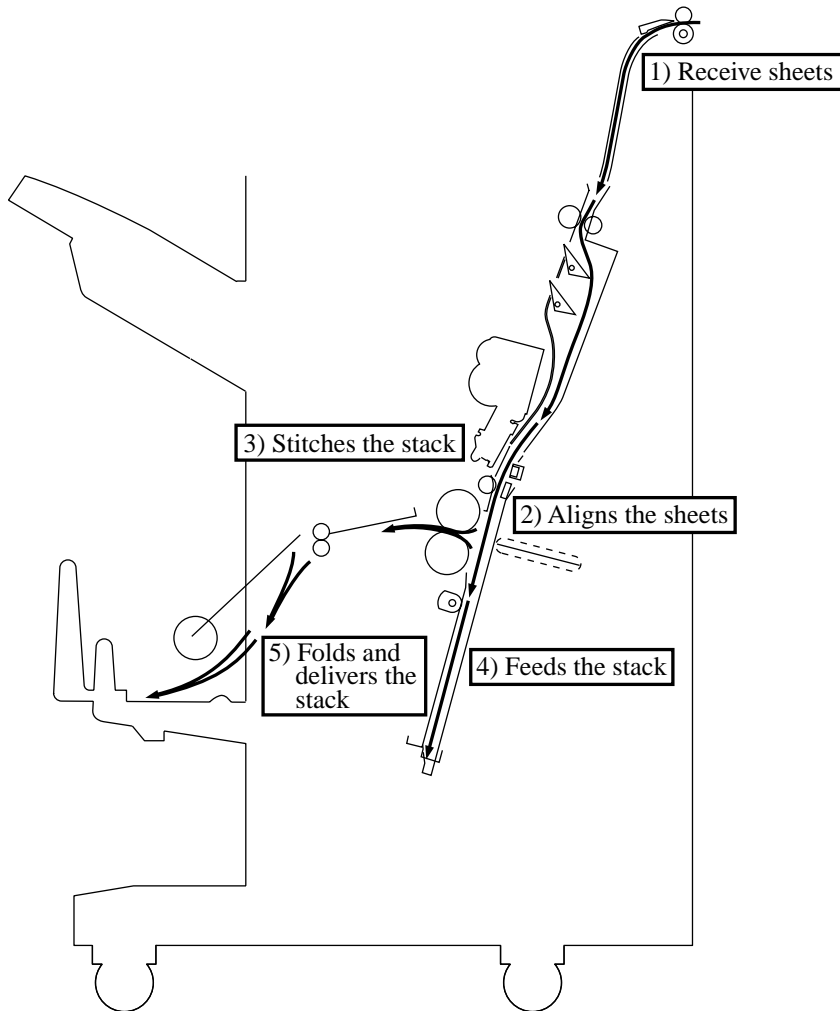 1) Receive sheets
3) Stitches the stack
2) Aligns the sheets
5) Folds and
delivers the
stack
4) Feeds the stack